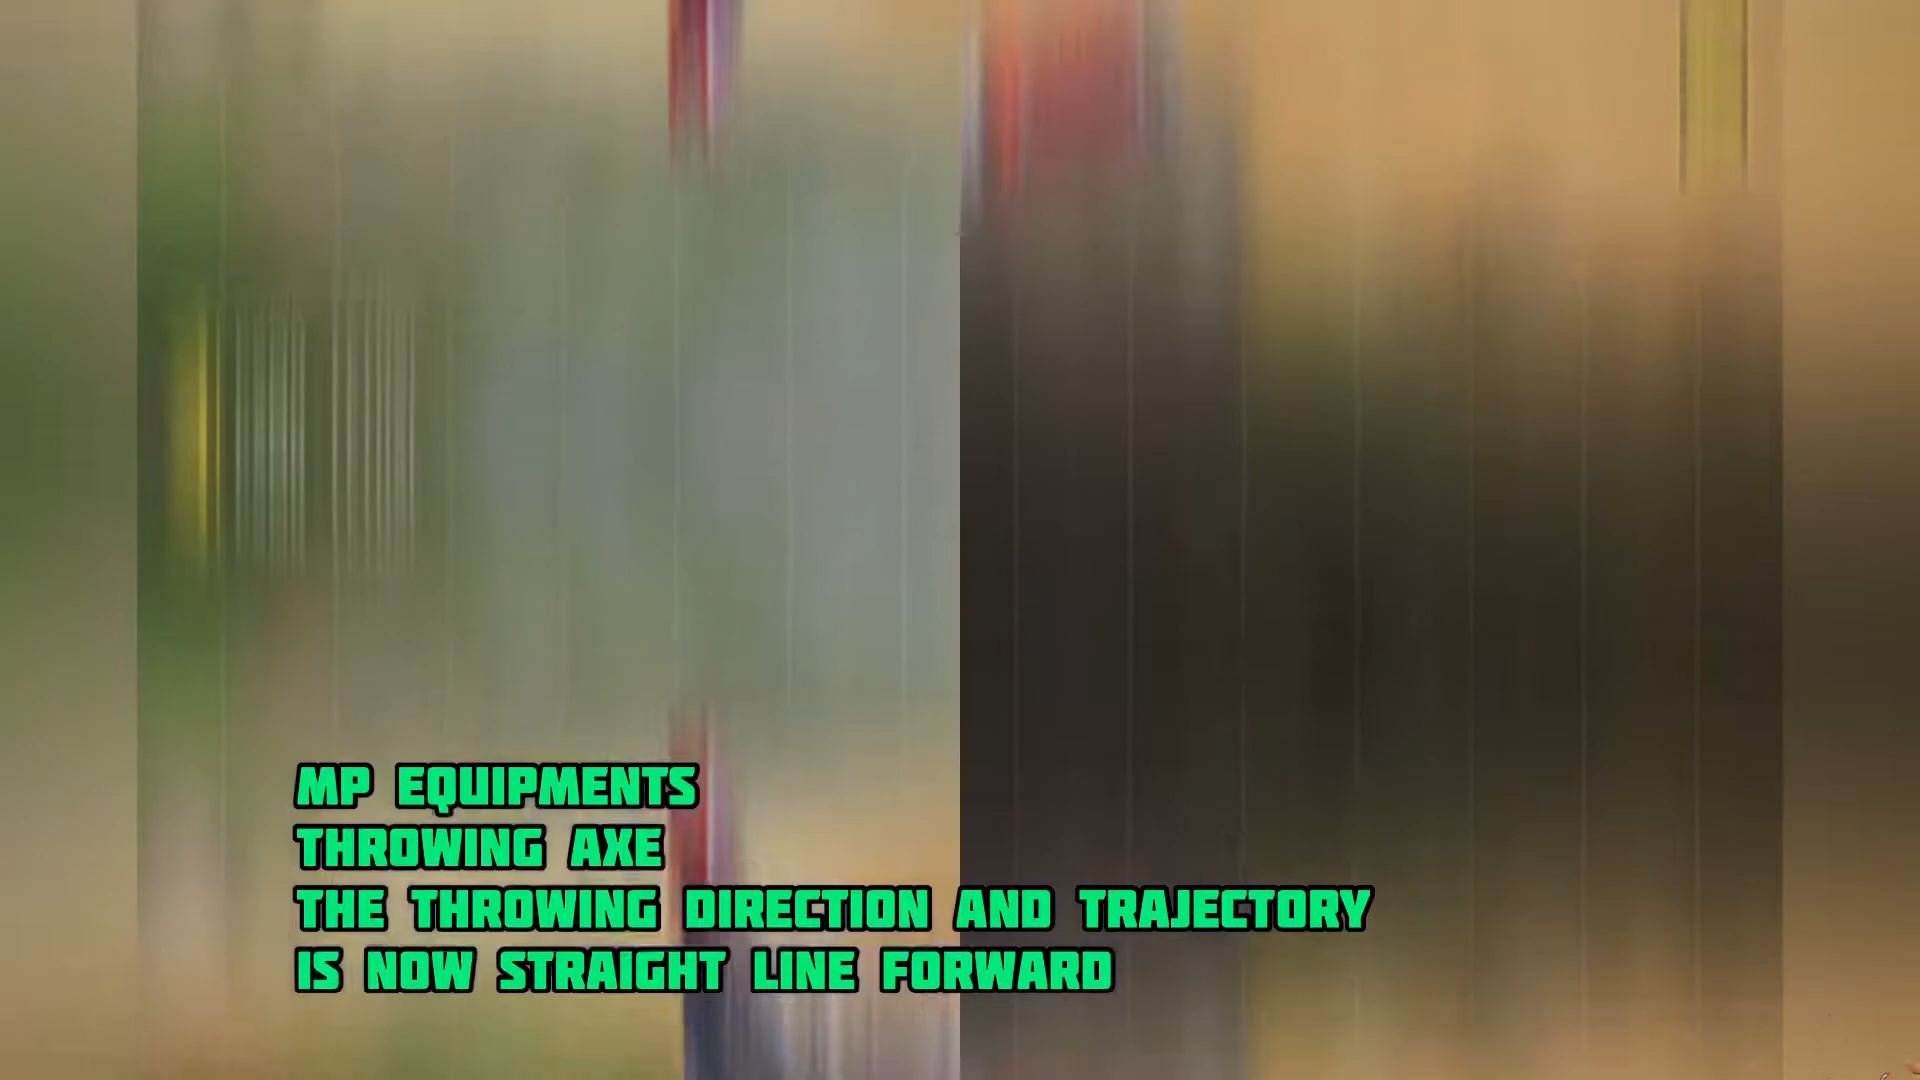 MP EQUIPMENTS
THROWING AXE
THE THROWING DIRECTION AND TRAJECTORY
IS NOW STRAIGHT LINE FORWARD